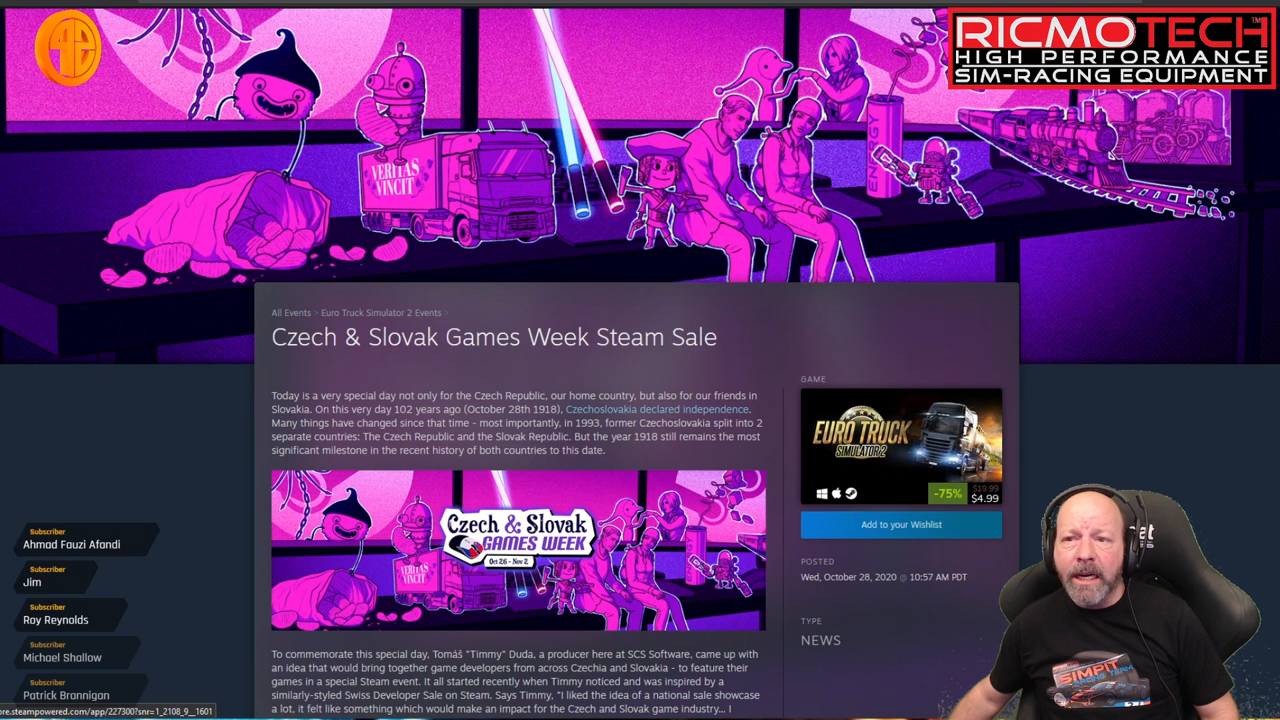 RICMOTECH™
HIGH PERFORMANCE
SIM-RACING EQUIPMENT
VERITAS
VINCIT
ENERGY
All Events > Euro Truck Simulator 2 Events >
Czech & Slovak Games Week Steam Sale
Today is a very special day not only for the Czech Republic, our home country, but also for our friends in
Slovakia. On this very day 102 years ago (October 28th 1918), Czechoslovakia declared independence.
Many things have changed since that time - most importantly, in 1993, former Czechoslovakia split into 2
separate countries: The Czech Republic and the Slovak Republic. But the year 1918 still remains the most
significant milestone in the recent history of both countries to this date.
Czech & Slovak
GAMES WEEK
Oct 26 - Nov 2
VERITAS
VINCIT
To commemorate this special day, Tomáš "Timmy" Duda, a producer here at SCS Software, came up with
an idea that would bring together game developers from across Czechia and Slovakia - to feature their
games in a special Steam event. It all started recently when Timmy noticed and was inspired by a
similarly-styled Swiss Developer Sale on Steam. Says Timmy, "I liked the idea of a national sale showcase
a lot, it felt like something which would make an impact for the Czech and Slovak game industry... I
GAME
EURO TRUCK
SIMULATOR 2
-75%
$19.99
$4.99
Add to your Wishlist
POSTED
Wed, October 28, 2020 @ 10:57 AM PDT
TYPE
NEWS
Subscriber
Ahmad Fauzi Afandi
Subscriber
Jim
Subscriber
Roy Reynolds
Subscriber
Michael Shallow
Subscriber
Patrick Brannigan
ore.steampowered.com/app/227300?snr=1_2108_9__1601
SIMPIT
RACING TEAM